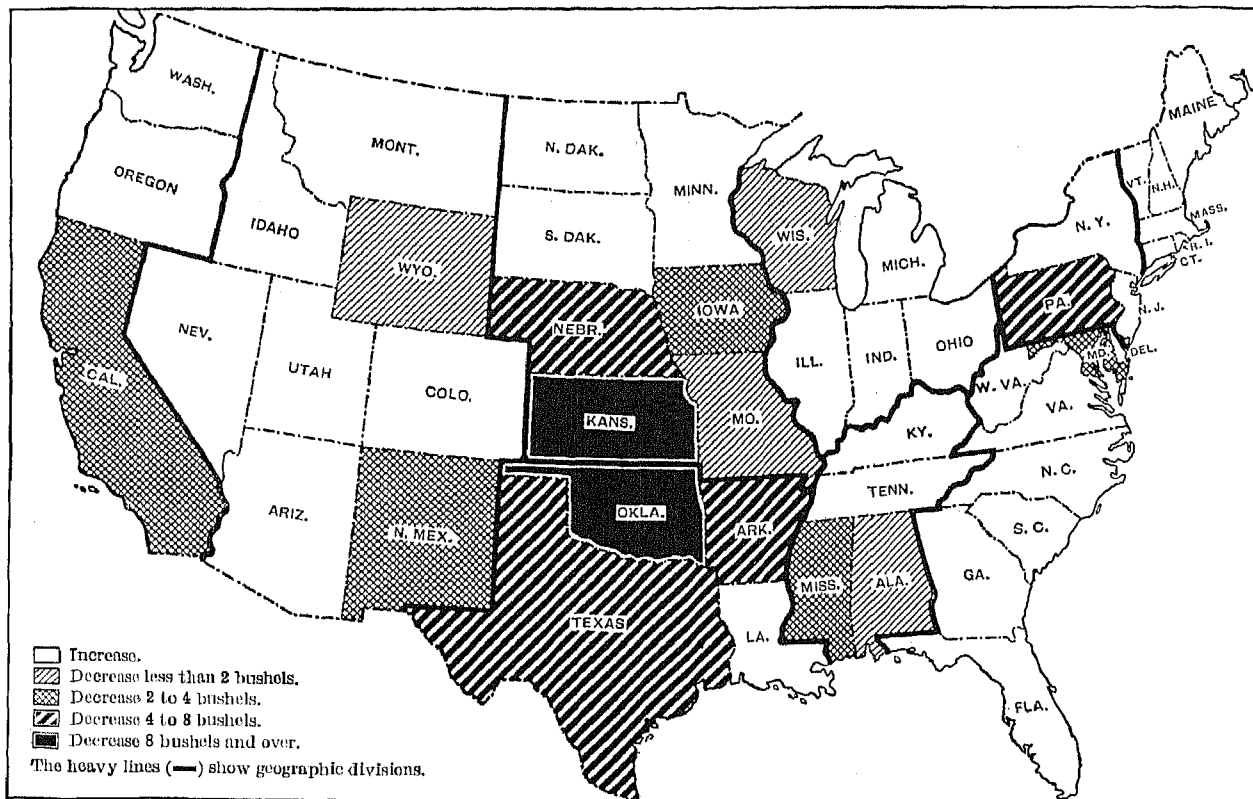 WASH.
MONT.
N. DAK.
MINN.
MAINE
OREGON
IDAHO
S. DAK.
WIS.
MICH.
N. Y.
VT.
N.H.
MASS.
R. I.
CT.
WYO.
NEBR.
IOWA
PA.
N. J.
NEV.
UTAH
COLO.
ILL.
IND.
OHIO
MD.
DEL.
W. VA.
VA.
CAL.
KANS.
MO.
KY.
N. C.
ARIZ.
N. MEX.
OKLA.
ARK.
TENN.
S. C.
TEXAS
LA.
MISS.
ALA.
GA.
FLA.
Increase.
Decrease less than 2 bushels.
Decrease 2 to 4 bushels.
Decrease 4 to 8 bushels.
Decrease 8 bushels and over.
The heavy lines (▬) show geographic divisions.